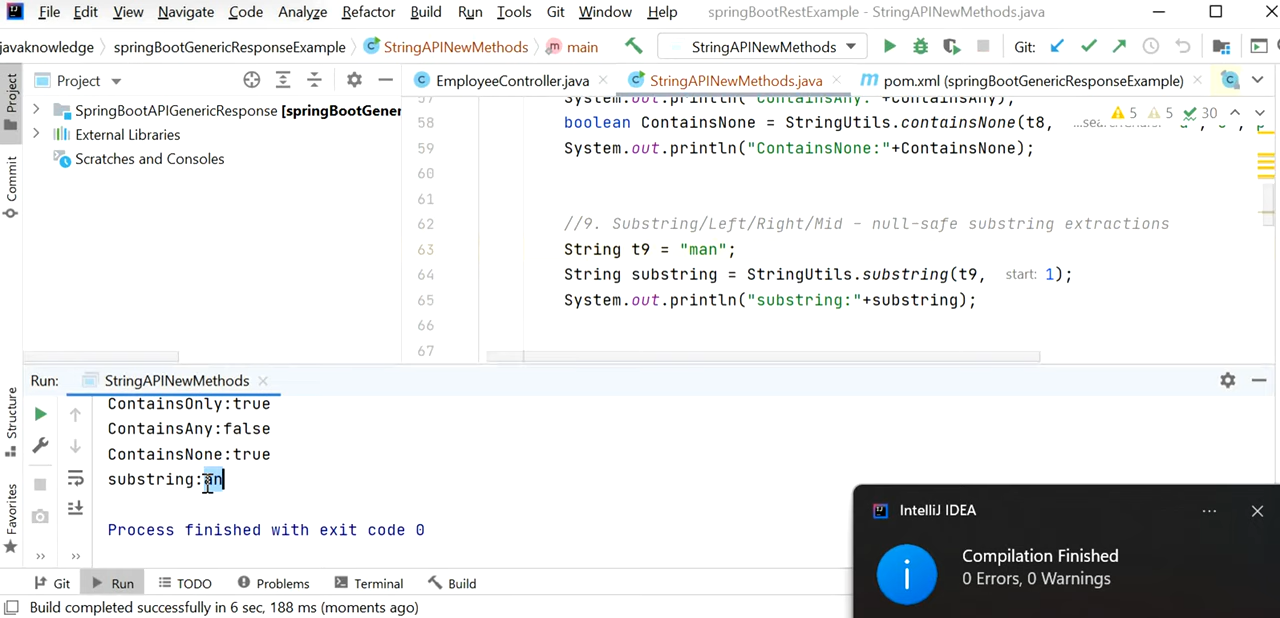 File Edit View Navigate Code Analyze Refactor Build Run Tools Git Window Help springBootRestExample - StringAPINewMethods.java
javaknowledge springBootGenericResponseExample StringAPINewMethods main StringAPINewMethods Git:
Project EmployeeController.java StringAPINewMethods.java pom.xml (springBootGenericResponseExample)
Project
Commit
Structure
Favorites
SpringBootAPIGenericResponse [springBootGener
External Libraries
Scratches and Consoles
5 5 30
57 System.out.println("ContainsAny:"+ContainsAny);
58 boolean ContainsNone = StringUtils.containsNone(t8,
59 System.out.println("ContainsNone:"+ContainsNone);
60
61
62 //9. Substring/Left/Right/Mid - null-safe substring extractions
63 String t9 = "man";
64 String substring = StringUtils.substring(t9, start: 1);
65 System.out.println("substring:"+substring);
66
67
Run: StringAPINewMethods
ContainsOnly:true
ContainsAny:false
ContainsNone:true
substring:an
Process finished with exit code 0
IntelliJ IDEA
Compilation Finished
0 Errors, 0 Warnings
Git Run TODO Problems Terminal Build
Build completed successfully in 6 sec, 188 ms (moments ago)